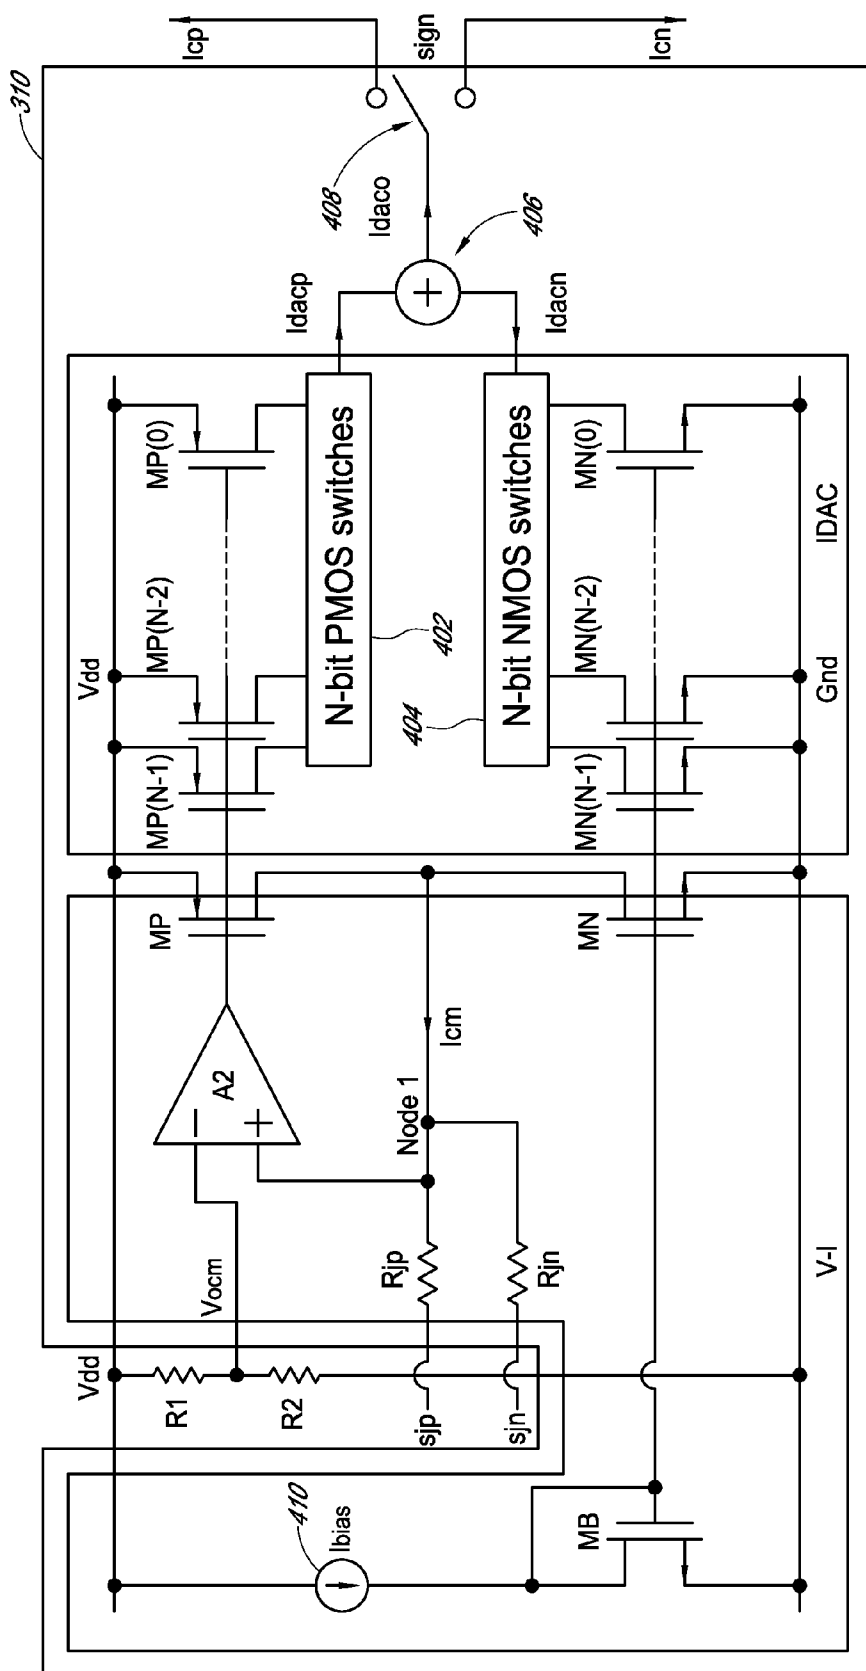 310
Icp
sign
Icn
408
Idaco
406
Idacp
Idacn
Vdd
MP(N-1)
MP(N-2)
MP(0)
N-bit PMOS switches
402
404
N-bit NMOS switches
MN(N-1)
MN(N-2)
MN(0)
Gnd
IDAC
MP
MN
A2
Icm
Node 1
Vocm
Rjp
Rjn
V-I
Vdd
R1
R2
sjp
sjn
410
Ibias
MB